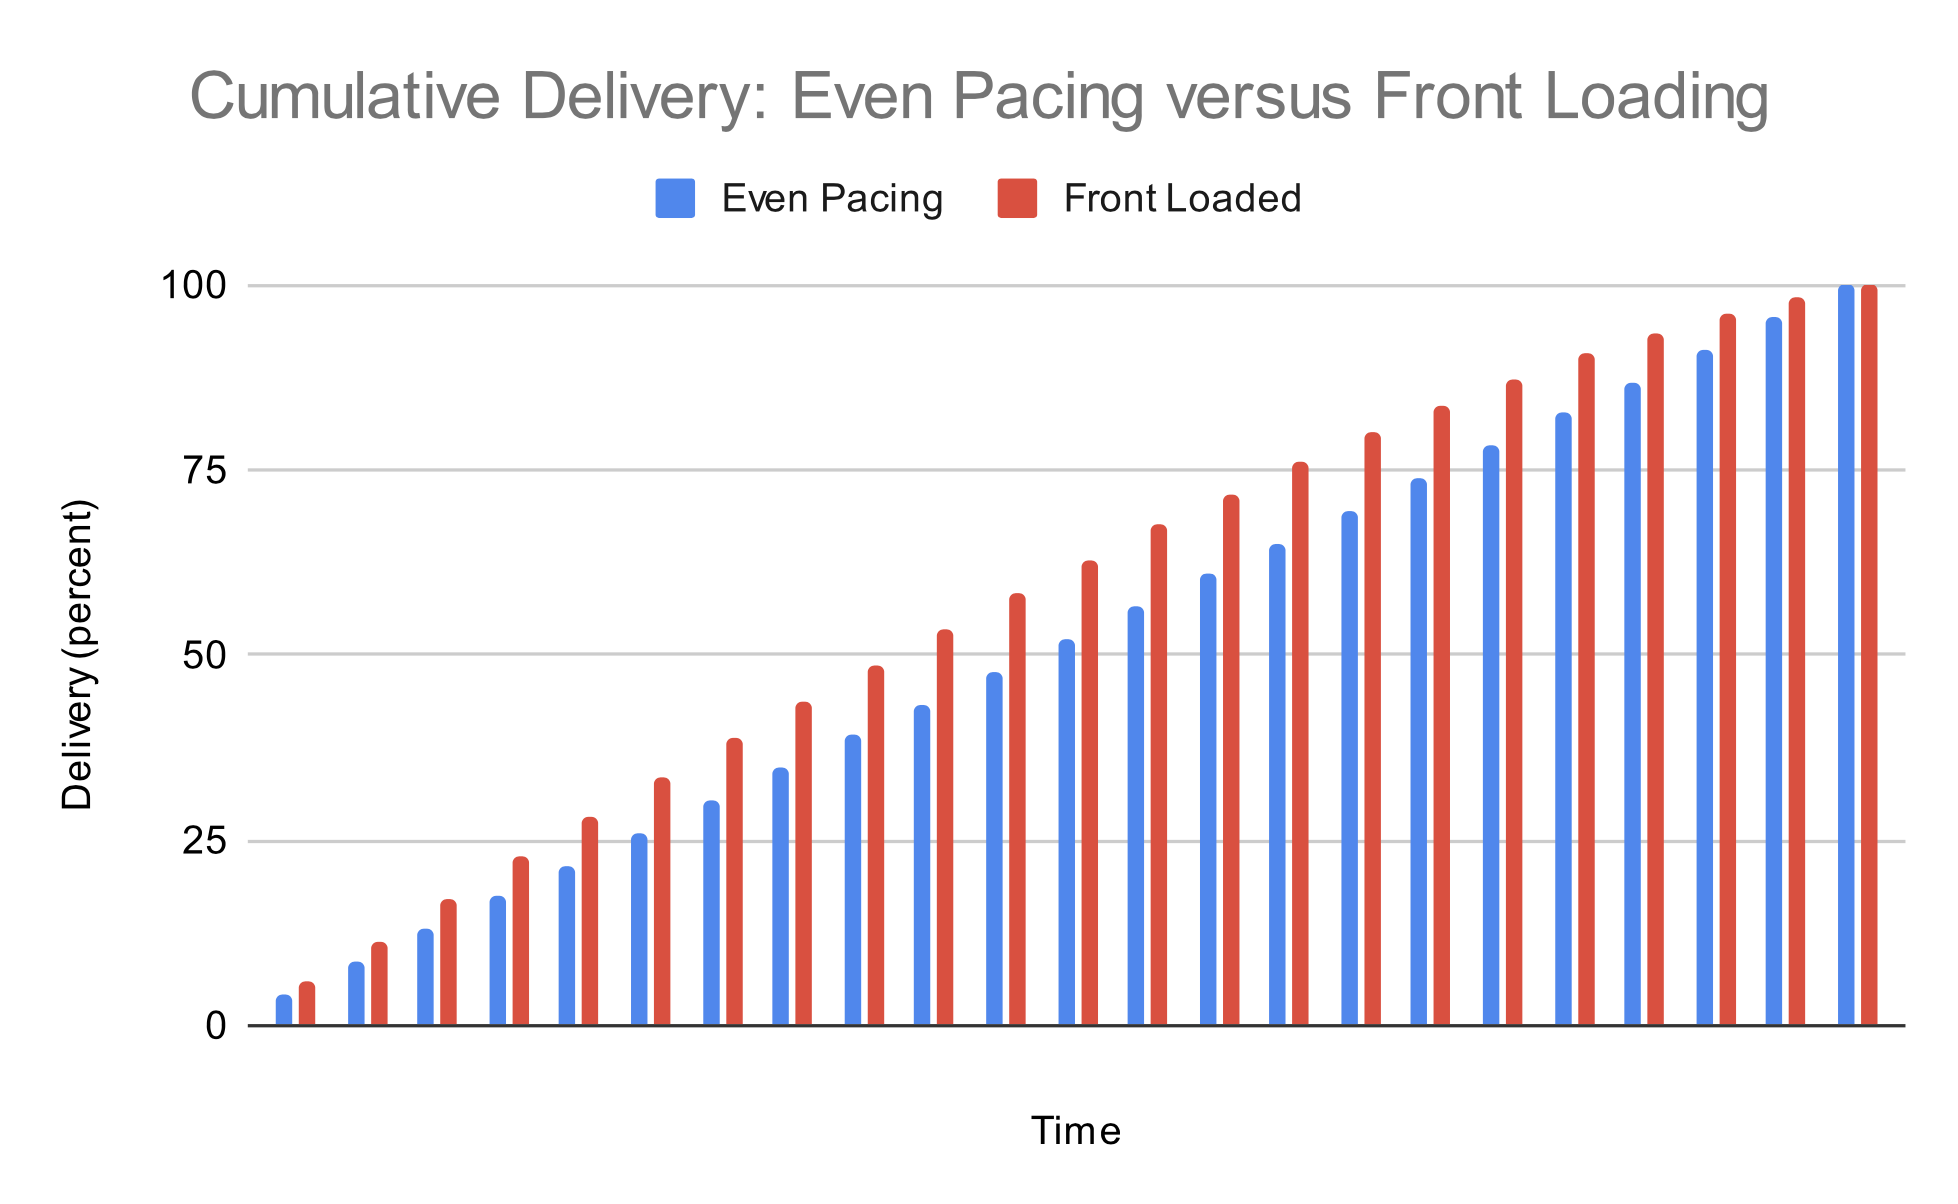 Cumulative Delivery: Even Pacing versus Front Loading
Even Pacing
Front Loaded
100
75
50
25
0
Delivery (percent)
Time